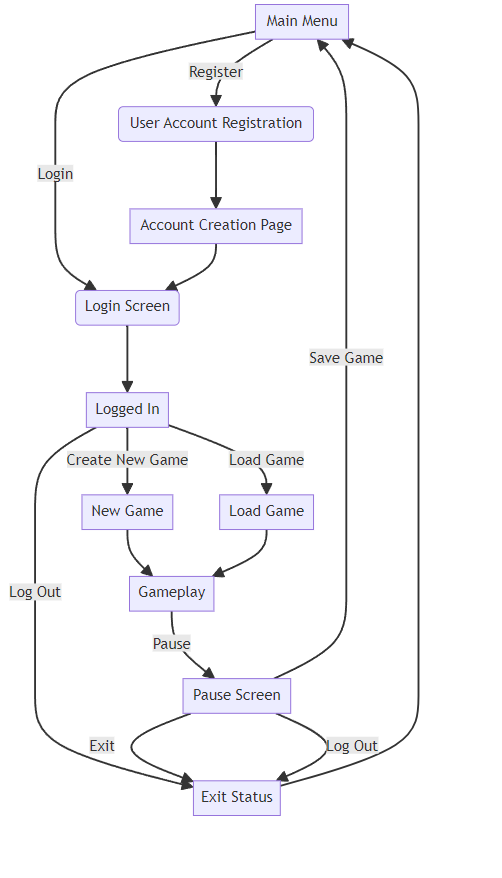 Main Menu
Register
User Account Registration
Login
Account Creation Page
Login Screen
Save Game
Logged In
Create New Game
Load Game
New Game
Load Game
Log Out
Gameplay
Pause
Pause Screen
Exit
Log Out
Exit Status